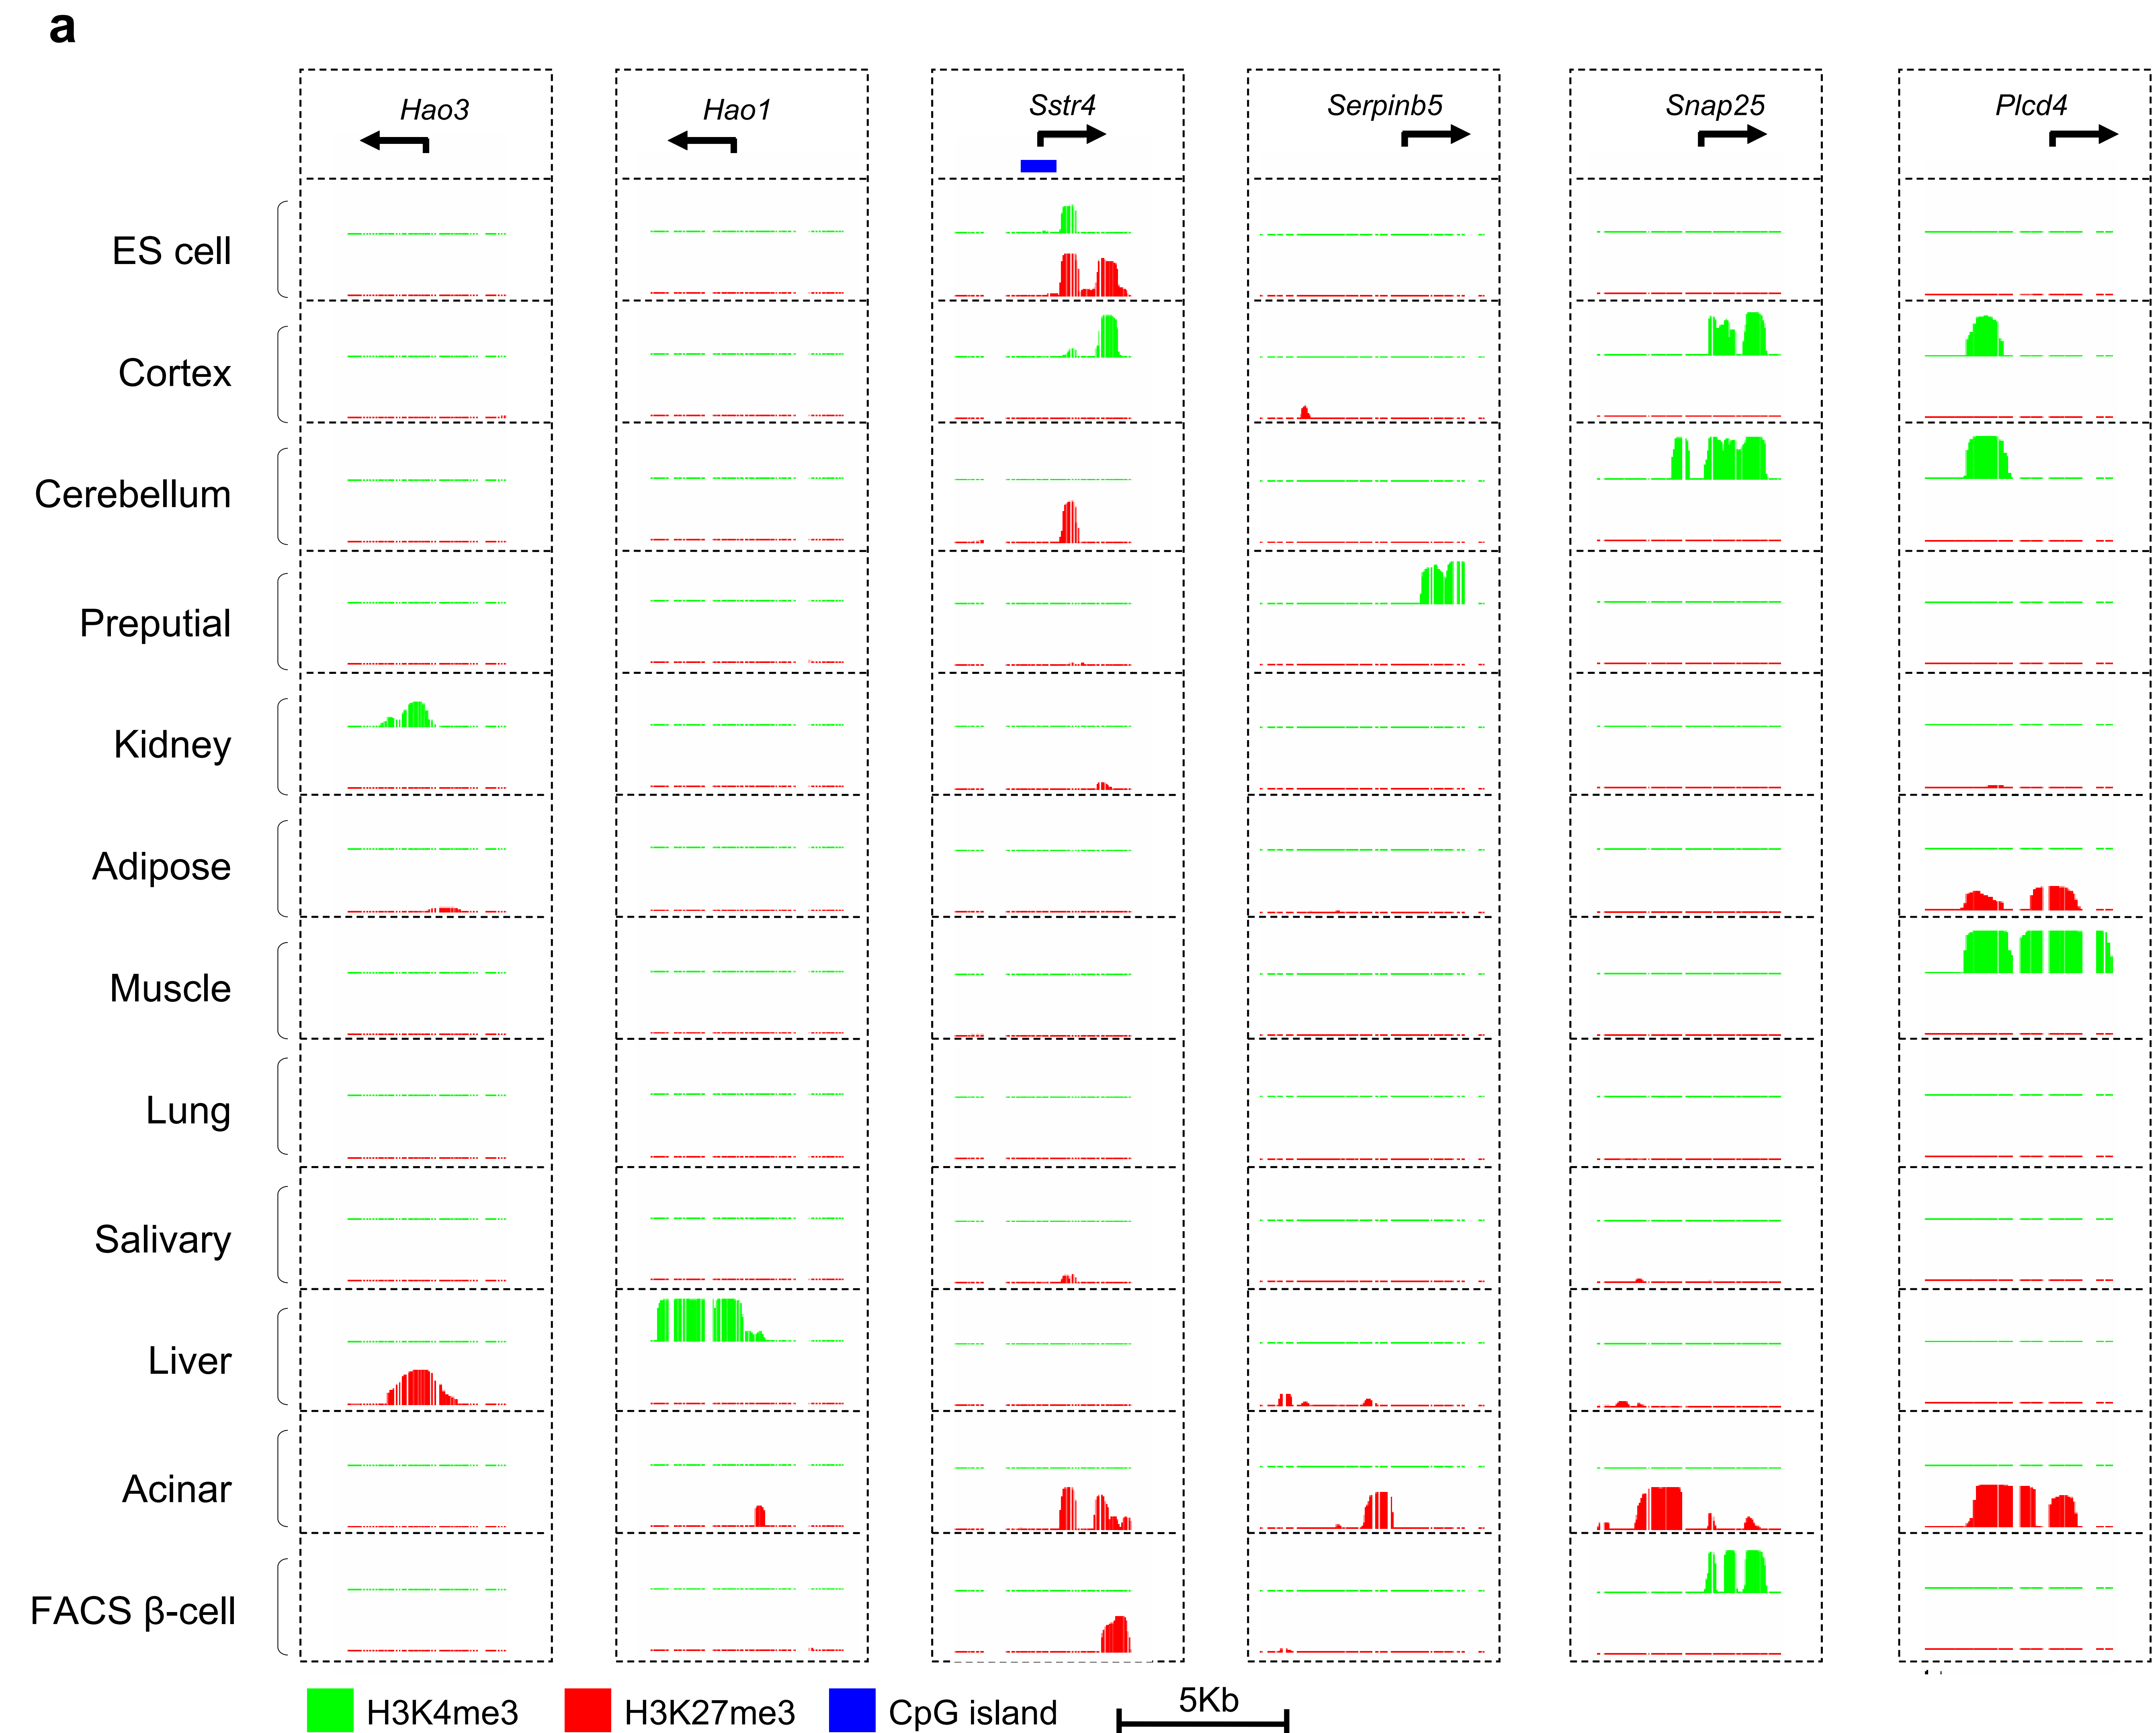 a
Hao3 Hao1 Sstr4 Serpinb5 Snap25 Plcd4
ES cell
Cortex
Cerebellum
Preputial
Kidney
Adipose
Muscle
Lung
Salivary
Liver
Acinar
FACS β-cell
H3K4me3 H3K27me3 CpG island 5Kb